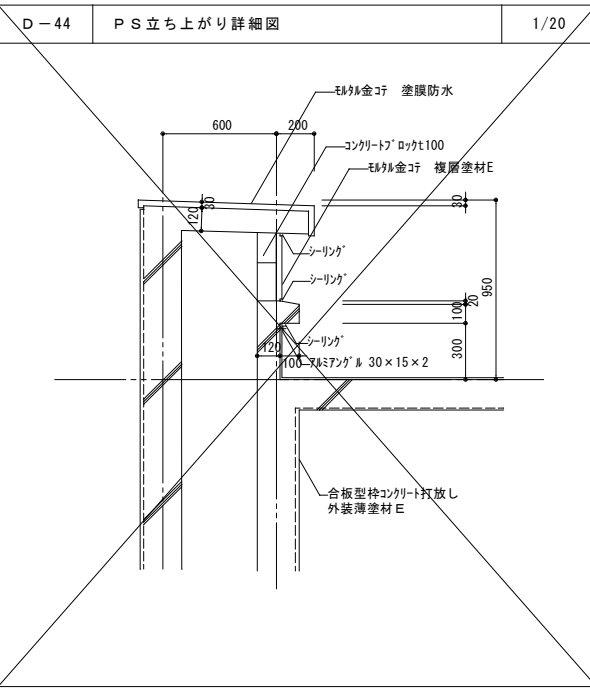 D－44 PS立ち上がり詳細図 1/20
ﾓﾙﾀﾙ金ｺﾃ 塗膜防水
600 200
ｺﾝｸﾘｰﾄﾌﾞﾛｯｸt100
ﾓﾙﾀﾙ金ｺﾃ 複層塗材E
30
120
30
ｼｰﾘﾝｸﾞ
ｼｰﾘﾝｸﾞ
950
20
100
ｼｰﾘﾝｸﾞ
300
120
100
ｱﾙﾐｱﾝｸﾞﾙ 30×15×2
合板型枠ｺﾝｸﾘｰﾄ打放し
外装薄塗材E